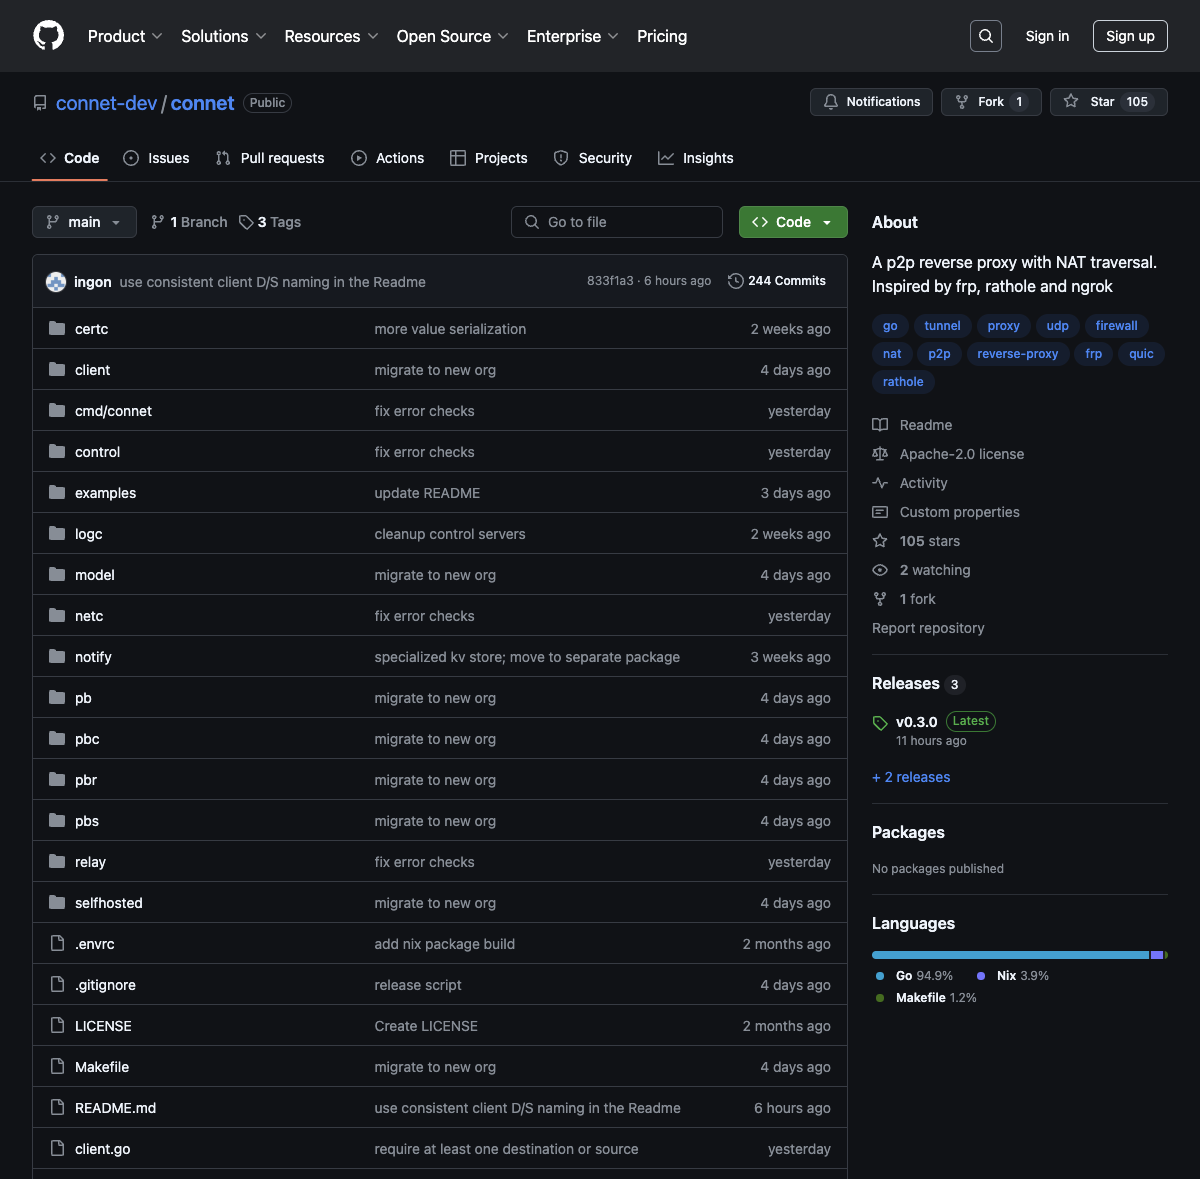 Product Solutions Resources Open Source Enterprise Pricing Sign in Sign up
connet-dev / connet Public Notifications Fork 1 Star 105
Code Issues Pull requests Actions Projects Security Insights
main 1 Branch 3 Tags Go to file Code
ingon use consistent client D/S naming in the Readme 833f1a3 · 6 hours ago 244 Commits
certc more value serialization 2 weeks ago
client migrate to new org 4 days ago
cmd/connet fix error checks yesterday
control fix error checks yesterday
examples update README 3 days ago
logc cleanup control servers 2 weeks ago
model migrate to new org 4 days ago
netc fix error checks yesterday
notify specialized kv store; move to separate package 3 weeks ago
pb migrate to new org 4 days ago
pbc migrate to new org 4 days ago
pbr migrate to new org 4 days ago
pbs migrate to new org 4 days ago
relay fix error checks yesterday
selfhosted migrate to new org 4 days ago
.envrc add nix package build 2 months ago
.gitignore release script 4 days ago
LICENSE Create LICENSE 2 months ago
Makefile migrate to new org 4 days ago
README.md use consistent client D/S naming in the Readme 6 hours ago
client.go require at least one destination or source yesterday
About
A p2p reverse proxy with NAT traversal.
Inspired by frp, rathole and ngrok
go tunnel proxy udp firewall
nat p2p reverse-proxy frp quic
rathole
Readme
Apache-2.0 license
Activity
Custom properties
105 stars
2 watching
1 fork
Report repository
Releases 3
v0.3.0 Latest
11 hours ago
+ 2 releases
Packages
No packages published
Languages
Go 94.9% Nix 3.9%
Makefile 1.2%